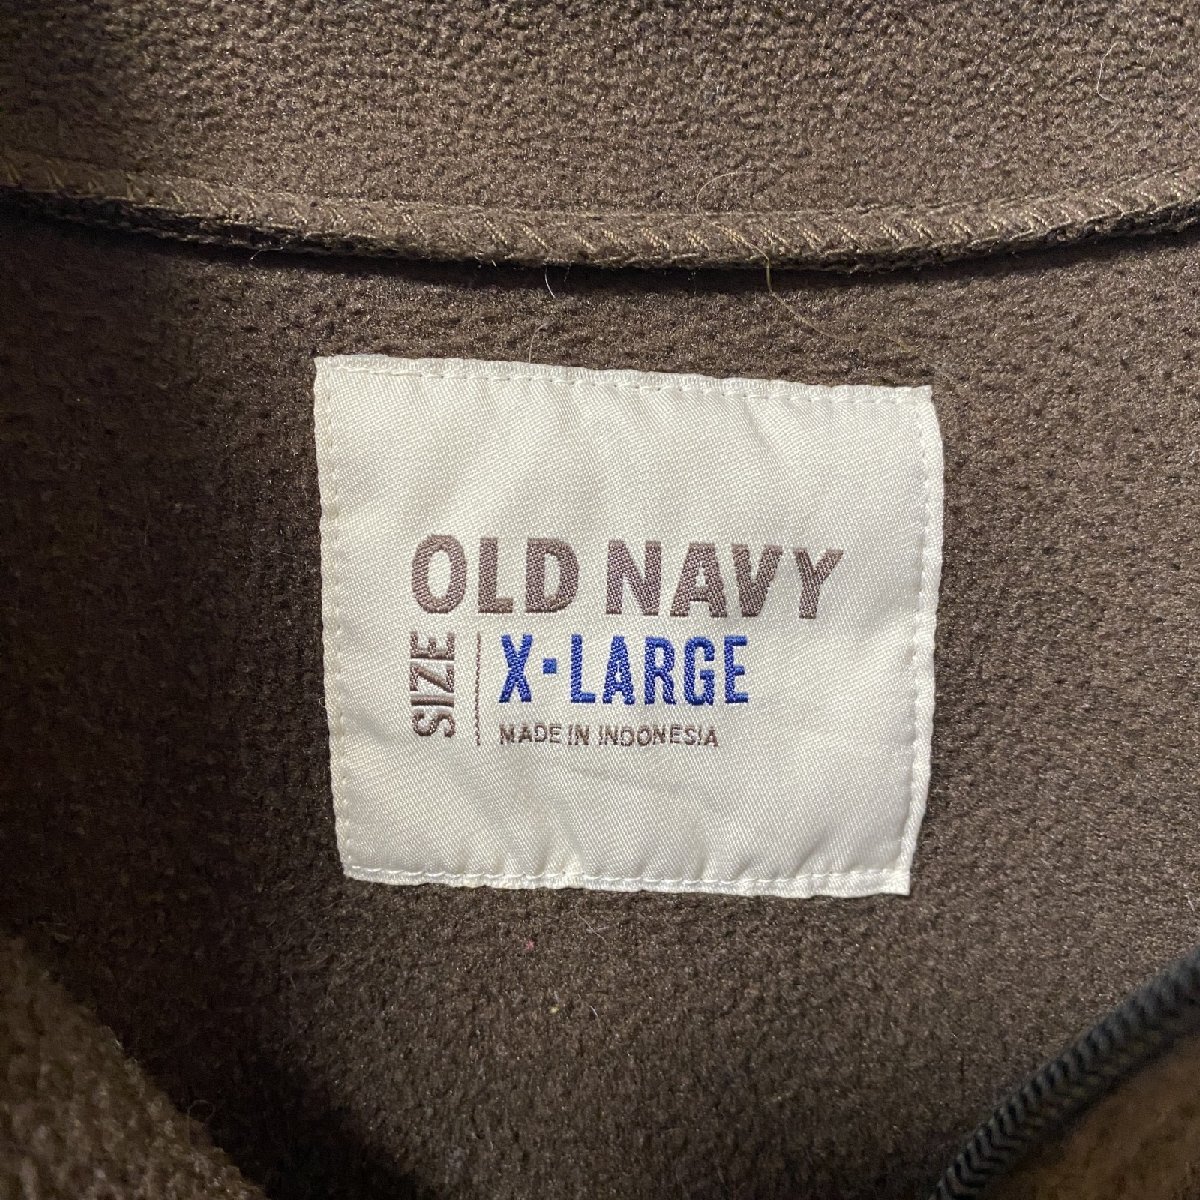 OLD NAVY
SIZE
X·LARGE
MADE IN INDONESIA